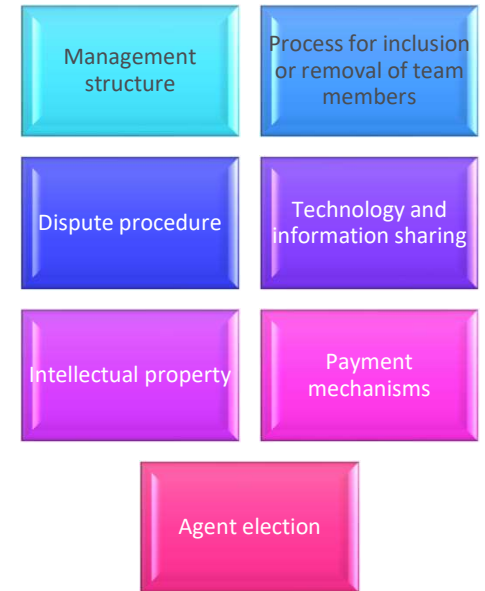 Management
structure
Process for inclusion
or removal of team
members
Dispute procedure
Technology and
information sharing
Intellectual property
Payment
mechanisms
Agent election